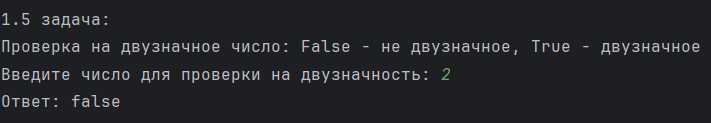 1.5 задача:
Проверка на двузначное число: False - не двузначное, True - двузначное
Введите число для проверки на двузначность: 2
Ответ: false